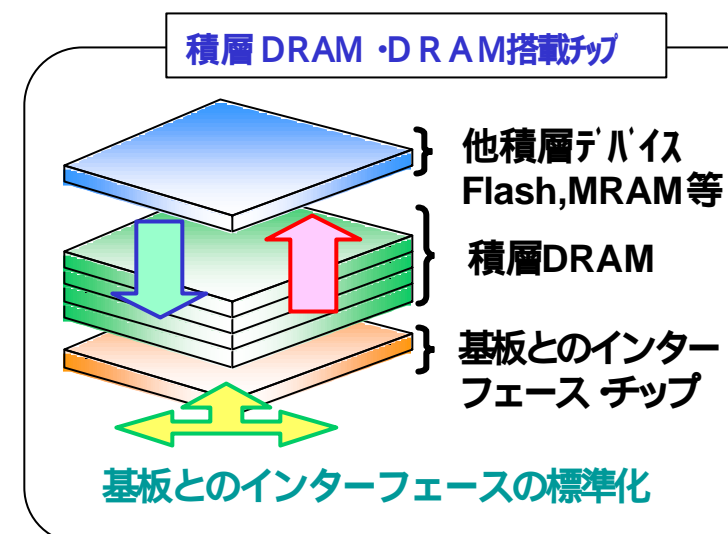 積層 DRAM ・ＤＲＡＭ搭載ﾁｯﾌﾟ
他積層ﾃﾞﾊﾞｲｽ
Flash,MRAM等
積層DRAM
基板とのインター
フェース・チップ
基板とのインターフェースの標準化